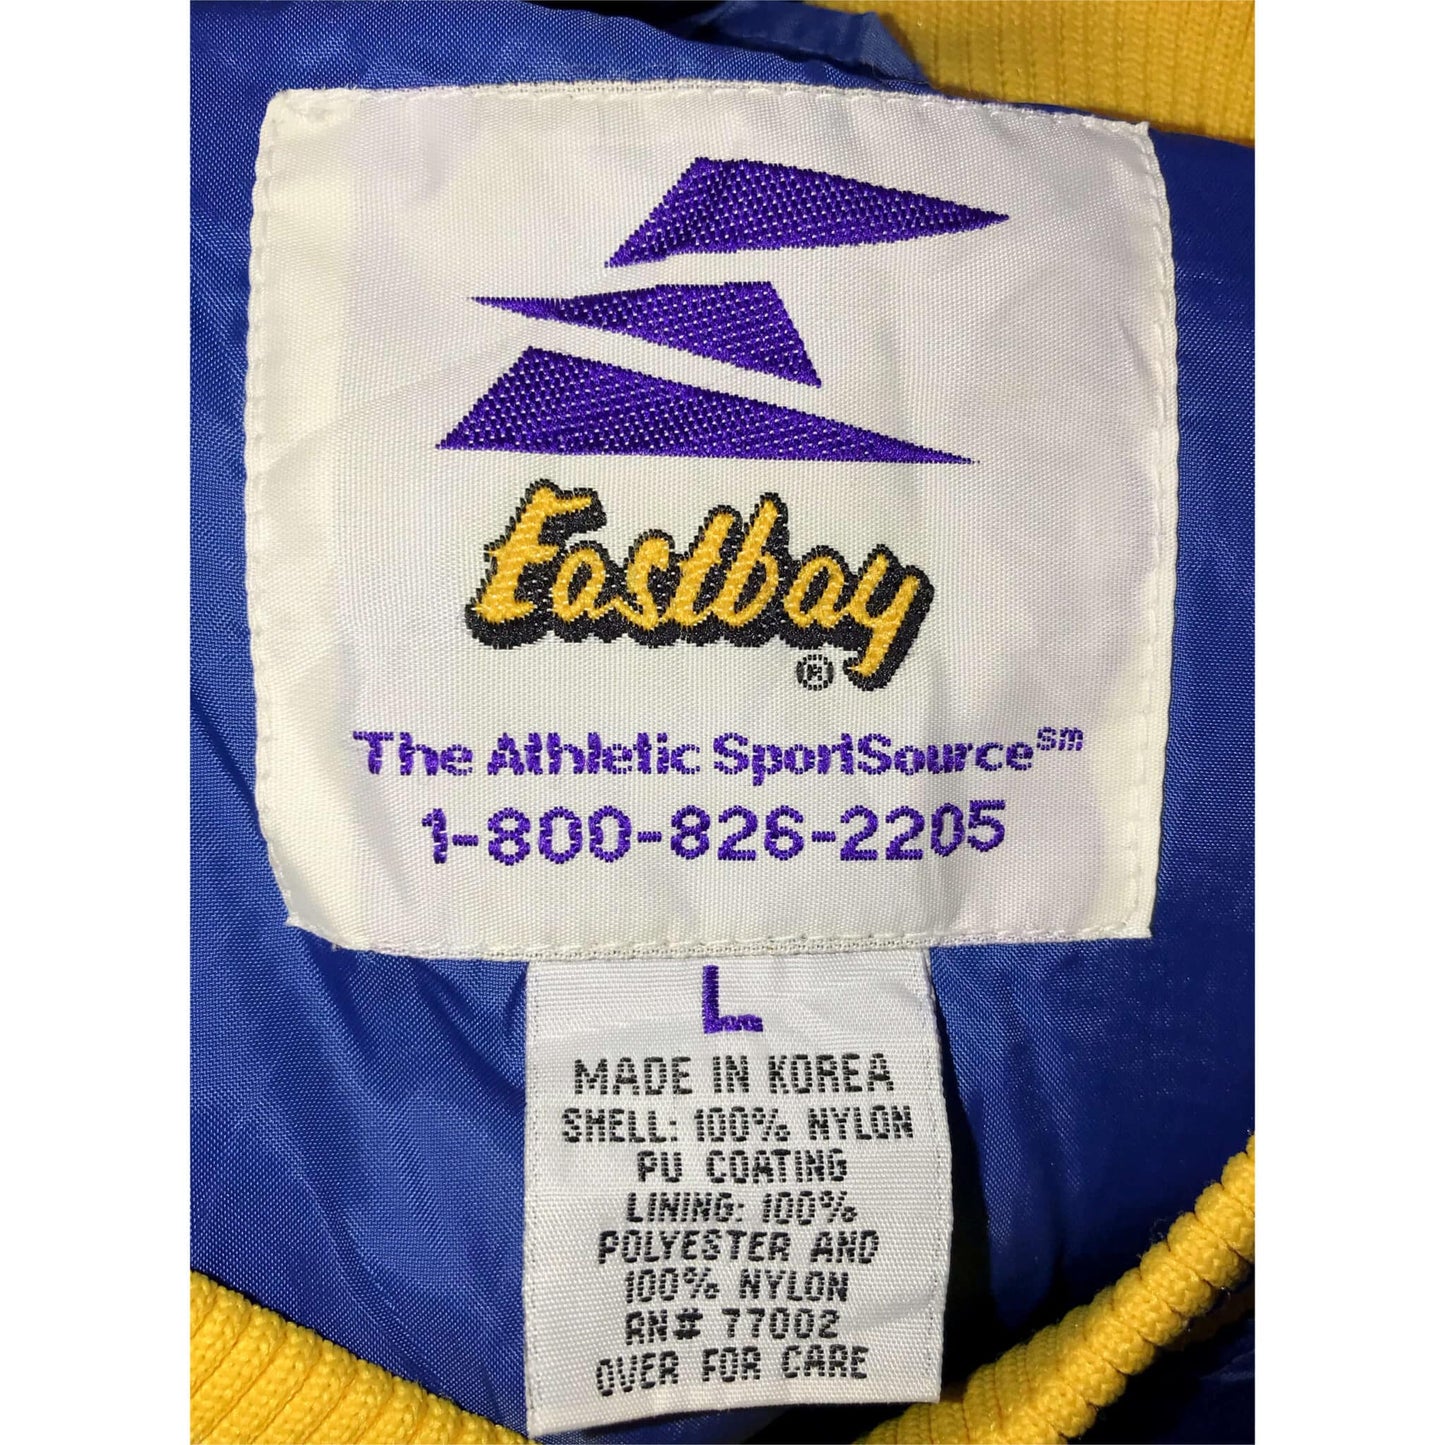 Eastbay®
The Athletic SportSource℠
1-800-826-2205
L
MADE IN KOREA
SHELL: 100% NYLON
PU COATING
LINING: 100%
POLYESTER AND
100% NYLON
RN# 77002
OVER FOR CARE